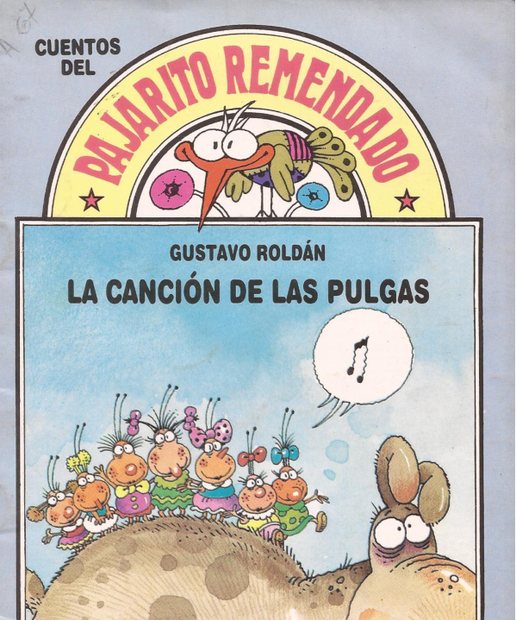 CUENTOS
DEL
PAJARITO REMENDADO
GUSTAVO ROLDÁN
LA CANCIÓN DE LAS PULGAS